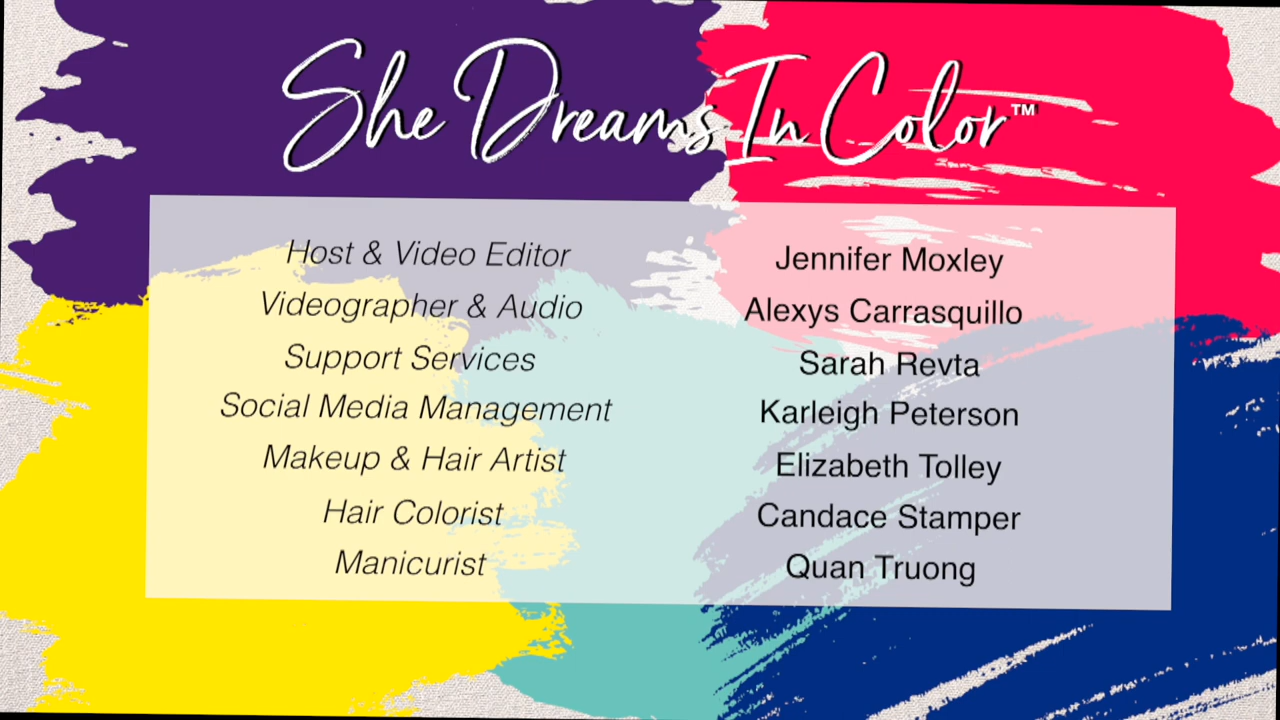 She Dreams In Color™
Host & Video Editor Jennifer Moxley
Videographer & Audio Alexys Carrasquillo
Support Services Sarah Revta
Social Media Management Karleigh Peterson
Makeup & Hair Artist Elizabeth Tolley
Hair Colorist Candace Stamper
Manicurist Quan Truong